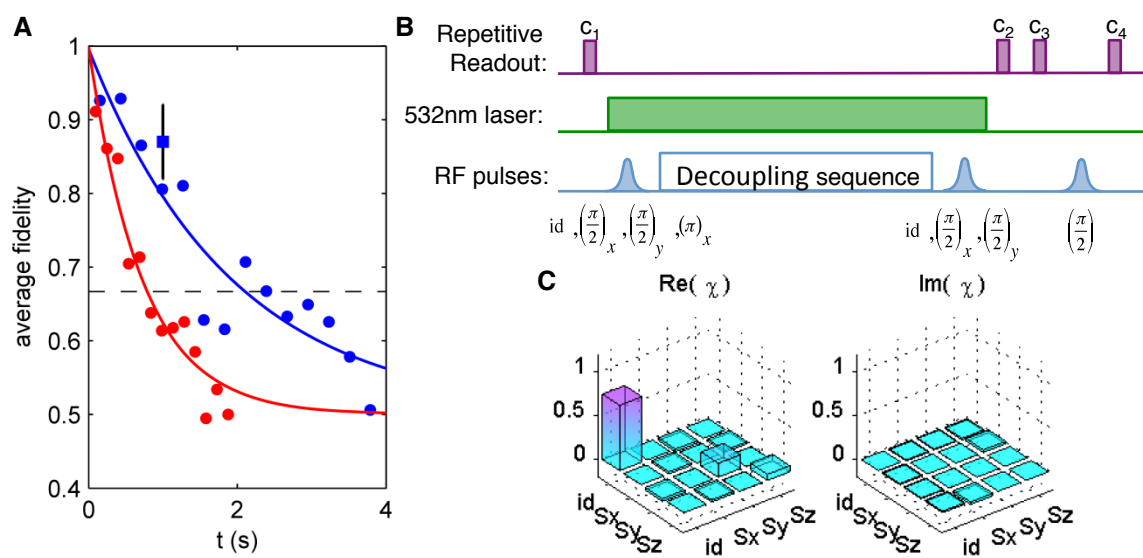 A
1
0.9
0.8
0.7
0.6
0.5
0.4
0
2
4
average fidelity
t (s)
B
Repetitive
Readout:
c1
c2
c3
c4
532nm laser:
RF pulses:
Decoupling sequence
id ,(π/2)x ,(π/2)y ,(π)x
id ,(π/2)x ,(π/2)y
(π/2)
C
Re( χ )
1
0.5
0
id
Sx
Sy
Sz
id
Sx
Sy
Sz
Im( χ )
1
0.5
0
id
Sx
Sy
Sz
id
Sx
Sy
Sz